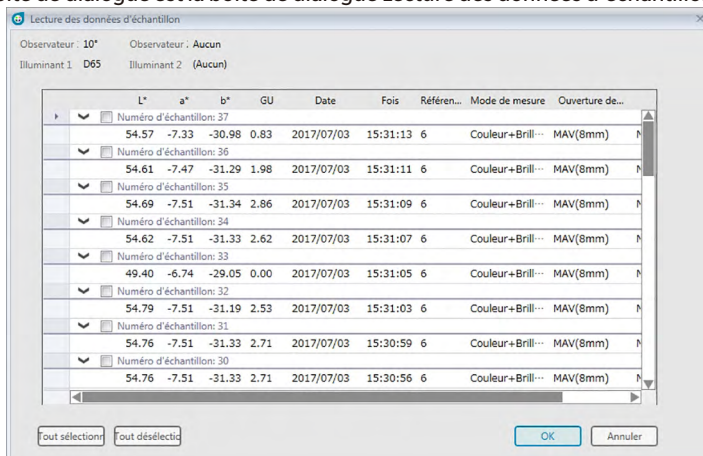 Lecture des données d'échantillon
Observateur : 10° Observateur : Aucun
Illuminant 1 D65 Illuminant 2 (Aucun)
L* a* b* GU Date Fois Référen... Mode de mesure Ouverture de...
Numéro d'échantillon: 37
54.57 -7.33 -30.98 0.83 2017/07/03 15:31:13 6 Couleur+Brill··· MAV(8mm)
Numéro d'échantillon: 36
54.61 -7.47 -31.29 1.98 2017/07/03 15:31:11 6 Couleur+Brill··· MAV(8mm)
Numéro d'échantillon: 35
54.69 -7.51 -31.34 2.86 2017/07/03 15:31:09 6 Couleur+Brill··· MAV(8mm)
Numéro d'échantillon: 34
54.62 -7.51 -31.33 2.62 2017/07/03 15:31:07 6 Couleur+Brill··· MAV(8mm)
Numéro d'échantillon: 33
49.40 -6.74 -29.05 0.00 2017/07/03 15:31:05 6 Couleur+Brill··· MAV(8mm)
Numéro d'échantillon: 32
54.79 -7.51 -31.19 2.53 2017/07/03 15:31:03 6 Couleur+Brill··· MAV(8mm)
Numéro d'échantillon: 31
54.76 -7.51 -31.33 2.71 2017/07/03 15:30:59 6 Couleur+Brill··· MAV(8mm)
Numéro d'échantillon: 30
54.76 -7.51 -31.33 2.71 2017/07/03 15:30:56 6 Couleur+Brill··· MAV(8mm)
Tout sélectionn Tout désélectic OK Annuler